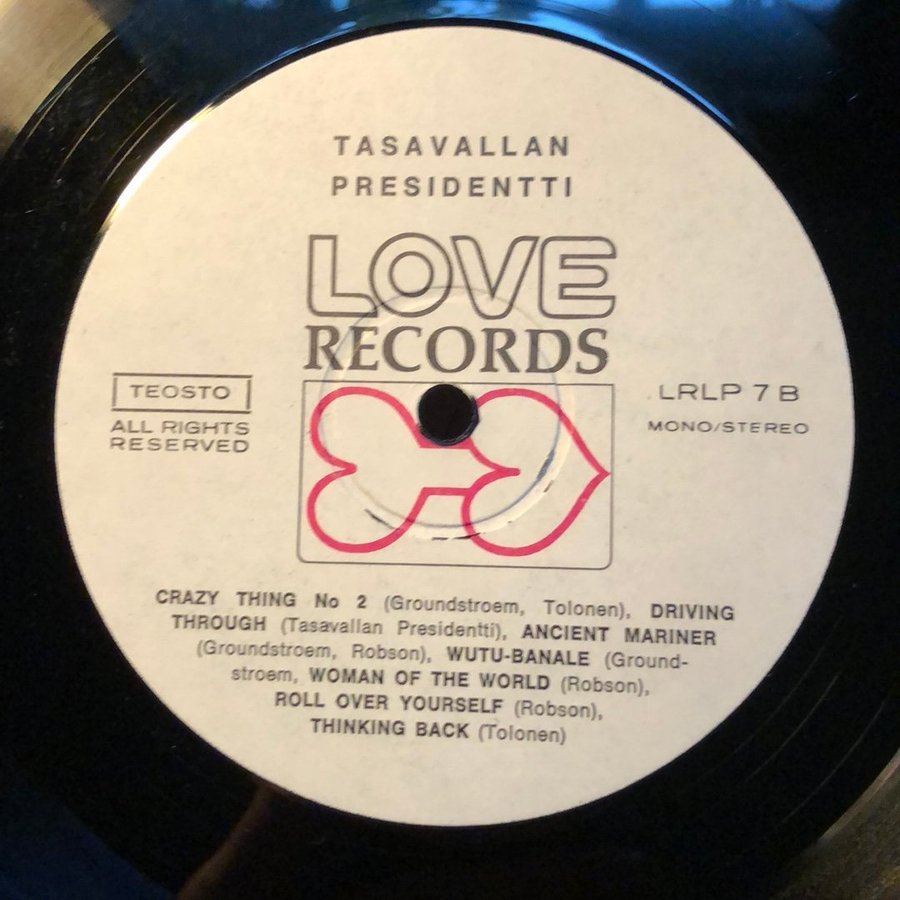 TASAVALLAN
PRESIDENTTI
LOVE
RECORDS
TEOSTO
ALL RIGHTS
RESERVED
LRLP 7 B
MONO/STEREO
CRAZY THING No 2 (Groundstroem, Tolonen), DRIVING
THROUGH (Tasavallan Presidentti), ANCIENT MARINER
(Groundstroem, Robson), WUTU-BANALE (Ground-
stroem, WOMAN OF THE WORLD (Robson),
ROLL OVER YOURSELF (Robson),
THINKING BACK (Tolonen)